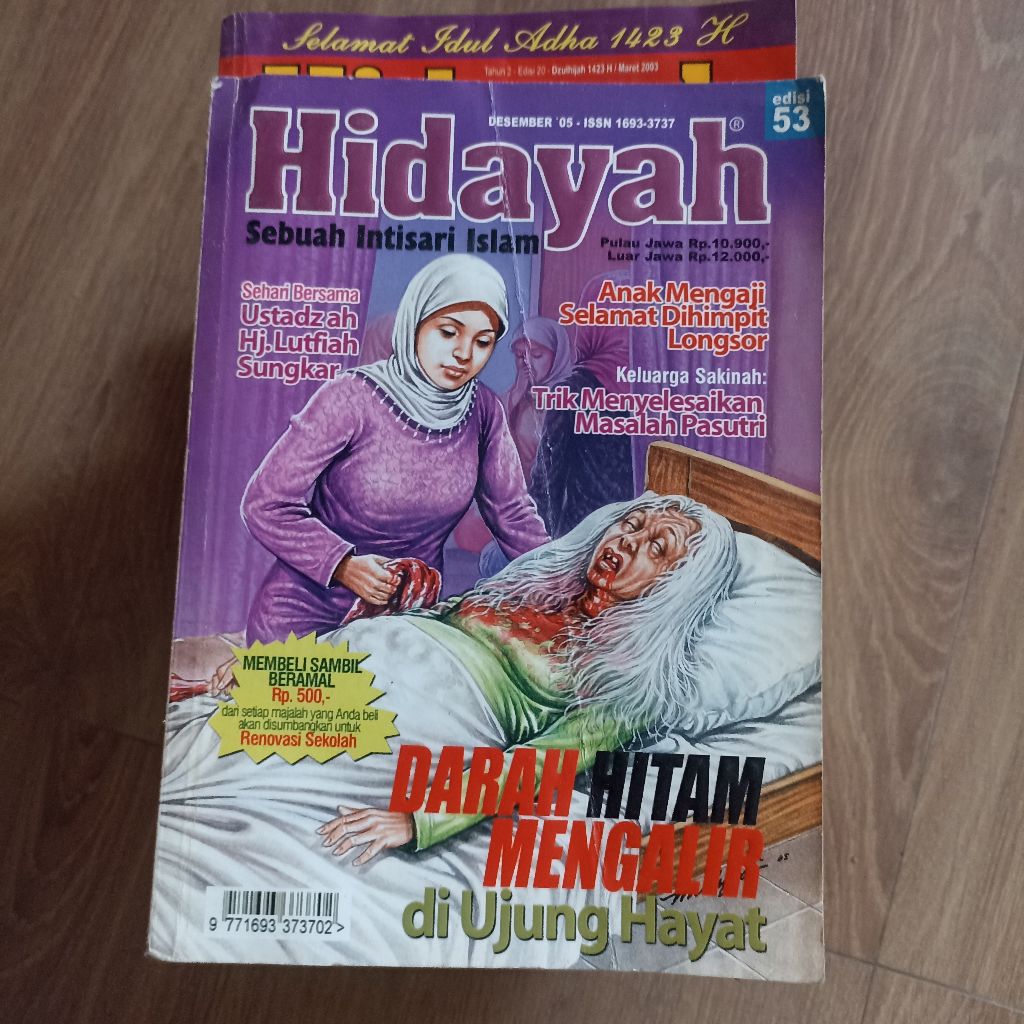 Selamat Idul Adha 1423 H
Tahun 2 - Edisi 20 - Dzulhijah 1423 H / Maret 2003
edisi
53
DESEMBER '05 - ISSN 1693-3737
Hidayah®
Sebuah Intisari Islam
Pulau Jawa Rp.10.900,-
Luar Jawa Rp.12.000,-
Sehari Bersama
Ustadzah
Hj. Lutfiah
Sungkar
Anak Mengaji
Selamat Dihimpit
Longsor
Keluarga Sakinah:
Trik Menyelesaikan
Masalah Pasutri
MEMBELI SAMBIL
BERAMAL
Rp. 500,-
dari setiap majalah yang Anda beli
akan disumbangkan untuk
Renovasi Sekolah
DARAH HITAM
MENGALIR
di Ujung Hayat
9 771693 373702 >